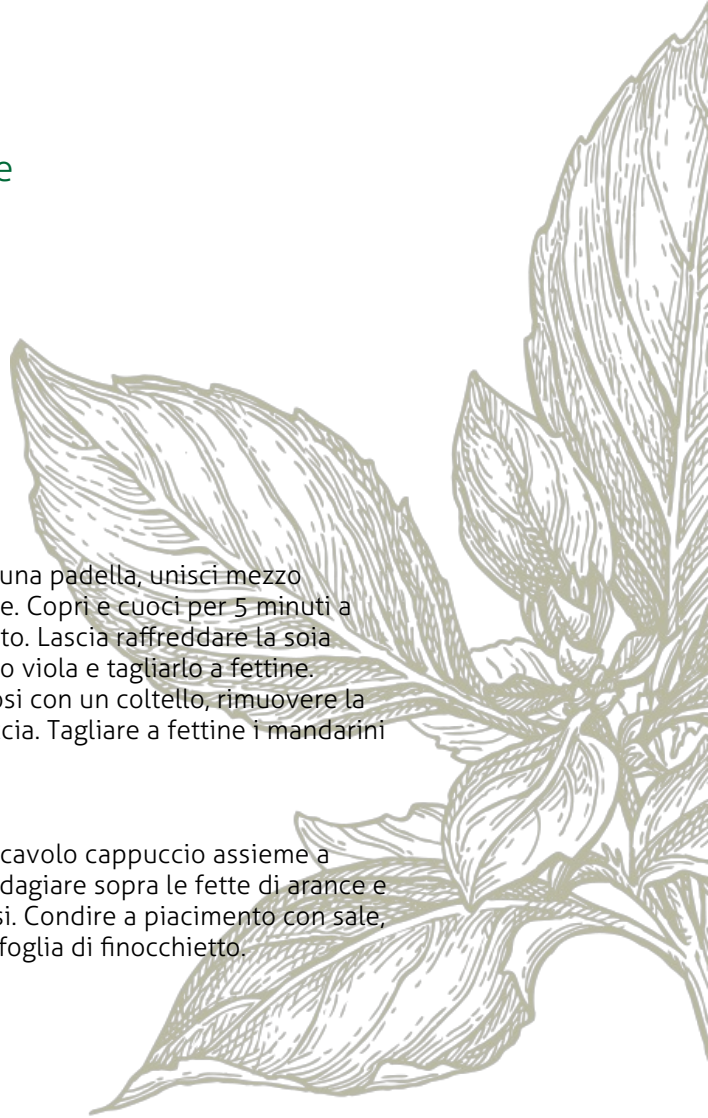 e
una padella, unisci mezzo
e. Copri e cuoci per 5 minuti a
to. Lascia raffreddare la soia
o viola e tagliarlo a fettine.
osi con un coltello, rimuovere la
cia. Tagliare a fettine i mandarini
cavolo cappuccio assieme a
dagiare sopra le fette di arance e
si. Condire a piacimento con sale,
foglia di finocchietto.